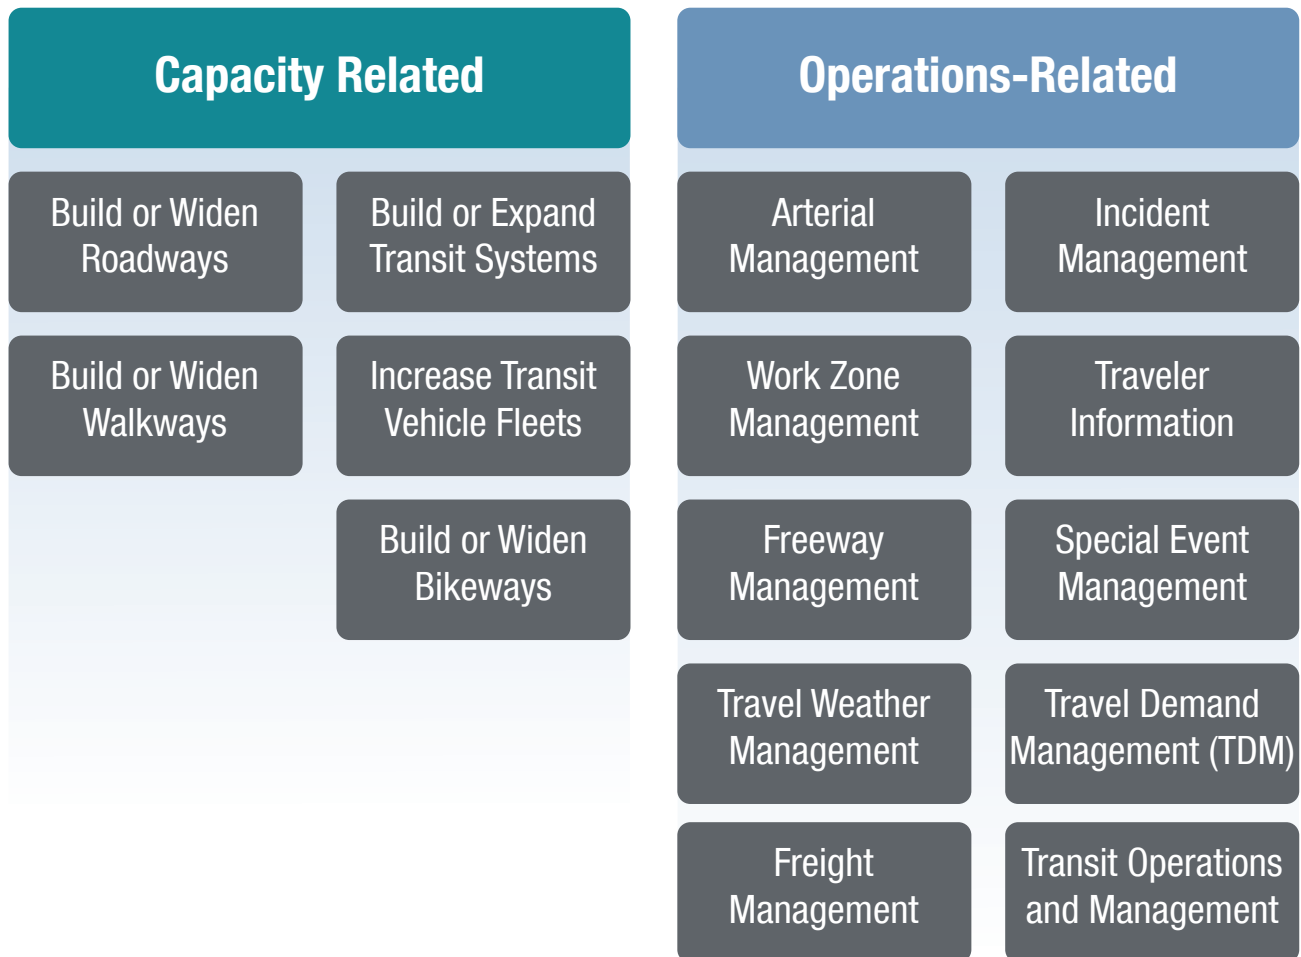 Capacity Related
Build or Widen
Roadways
Build or Expand
Transit Systems
Build or Widen
Walkways
Increase Transit
Vehicle Fleets
Build or Widen
Bikeways
Operations-Related
Arterial
Management
Incident
Management
Work Zone
Management
Traveler
Information
Freeway
Management
Special Event
Management
Travel Weather
Management
Travel Demand
Management (TDM)
Freight
Management
Transit Operations
and Management